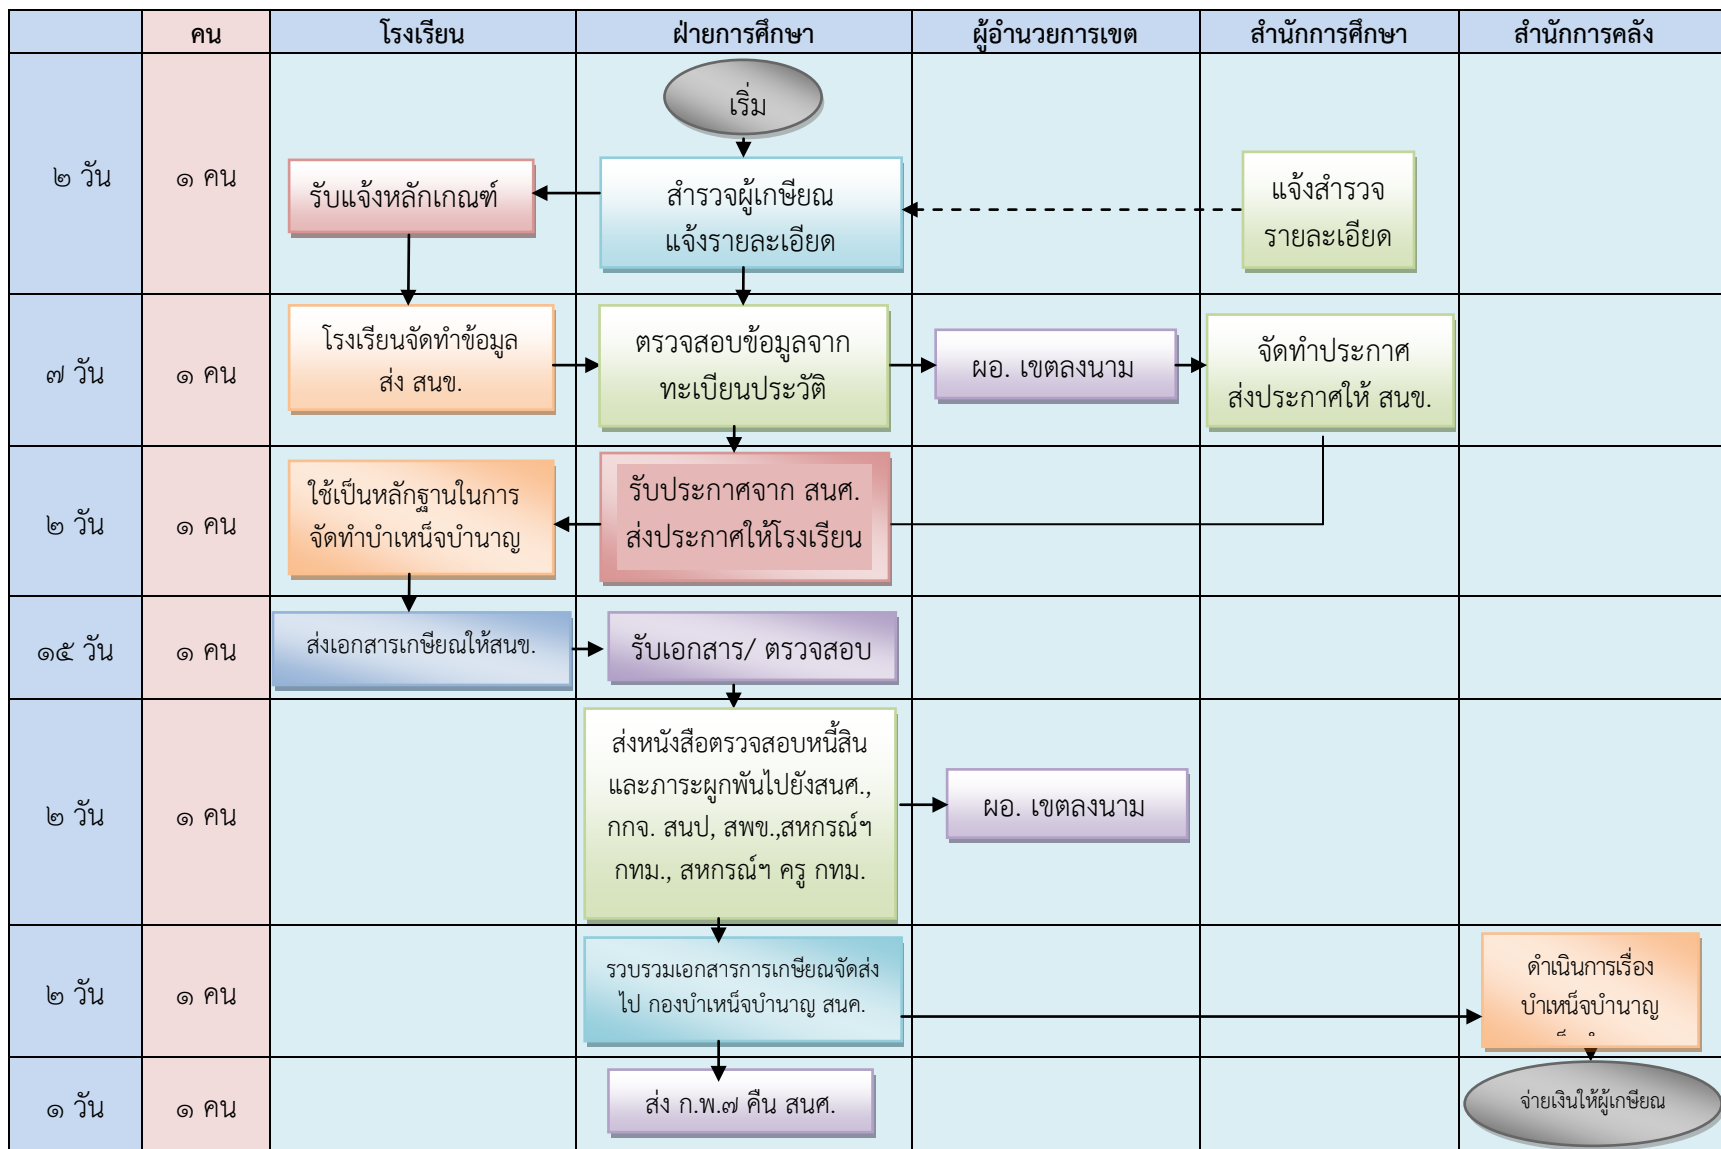 คน
โรงเรียน
ฝ่ายการศึกษา
ผู้อำนวยการเขต
สำนักการศึกษา
สำนักการคลัง
๒ วัน
๑ คน
เริ่ม
รับแจ้งหลักเกณฑ์
สำรวจผู้เกษียณ
แจ้งรายละเอียด
แจ้งสำรวจ
รายละเอียด
๗ วัน
๑ คน
โรงเรียนจัดทำข้อมูล
ส่ง สนข.
ตรวจสอบข้อมูลจาก
ทะเบียนประวัติ
ผอ. เขตลงนาม
จัดทำประกาศ
ส่งประกาศให้ สนข.
๒ วัน
๑ คน
ใช้เป็นหลักฐานในการ
จัดทำบำเหน็จบำนาญ
รับประกาศจาก สนศ.
ส่งประกาศให้โรงเรียน
๑๕ วัน
๑ คน
ส่งเอกสารเกษียณให้สนข.
รับเอกสาร/ ตรวจสอบ
๒ วัน
๑ คน
ส่งหนังสือตรวจสอบหนี้สิน
และภาระผูกพันไปยังสนศ.,
กกจ. สนป, สพข.,สหกรณ์ฯ
กทม., สหกรณ์ฯ ครู กทม.
ผอ. เขตลงนาม
๒ วัน
๑ คน
รวบรวมเอกสารการเกษียณจัดส่ง
ไป กองบำเหน็จบำนาญ สนค.
ดำเนินการเรื่อง
บำเหน็จบำนาญ
๑ วัน
๑ คน
ส่ง ก.พ.๗ คืน สนศ.
จ่ายเงินให้ผู้เกษียณ